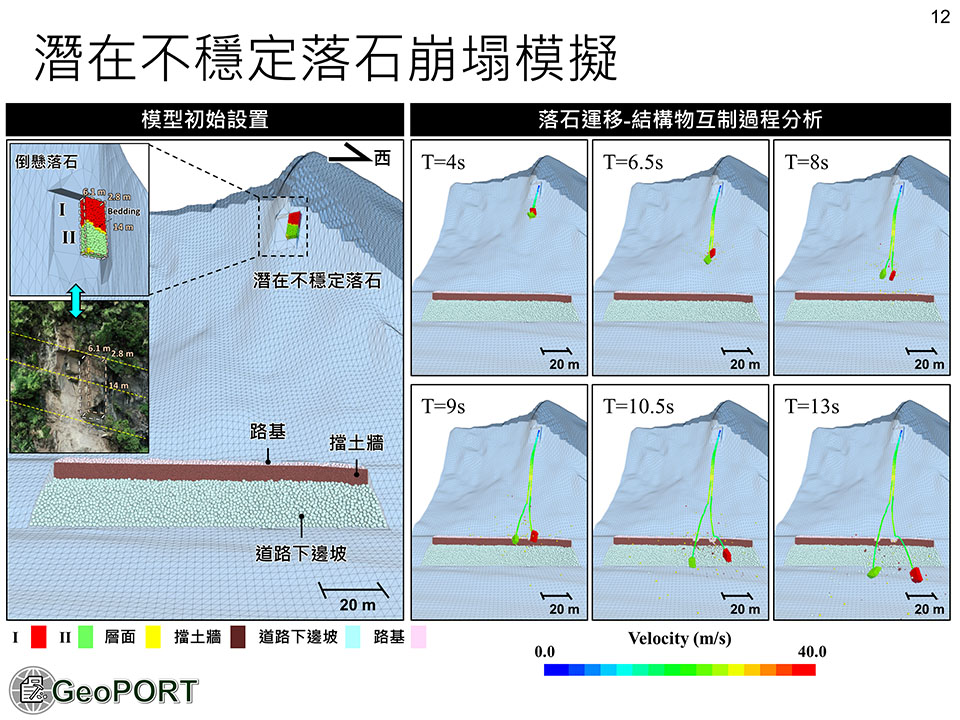 12
潛在不穩定落石崩塌模擬
模型初始設置
倒懸落石
6.1 m
2.8 m
I
Bedding
II
14 m
西
潛在不穩定落石
6.1 m
2.8 m
14 m
路基
擋土牆
道路下邊坡
20 m
落石運移-結構物互制過程分析
T=4s
20 m
T=6.5s
20 m
T=8s
20 m
T=9s
20 m
T=10.5s
20 m
T=13s
20 m
I II 層面 擋土牆 道路下邊坡 路基
Velocity (m/s)
0.0 40.0
GeoPORT